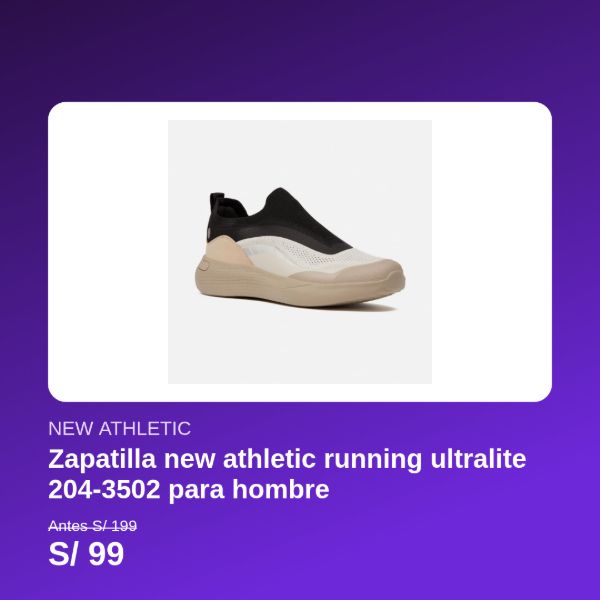 NEW ATHLETIC
Zapatilla new athletic running ultralite
204-3502 para hombre
Antes S/ 199
S/ 99